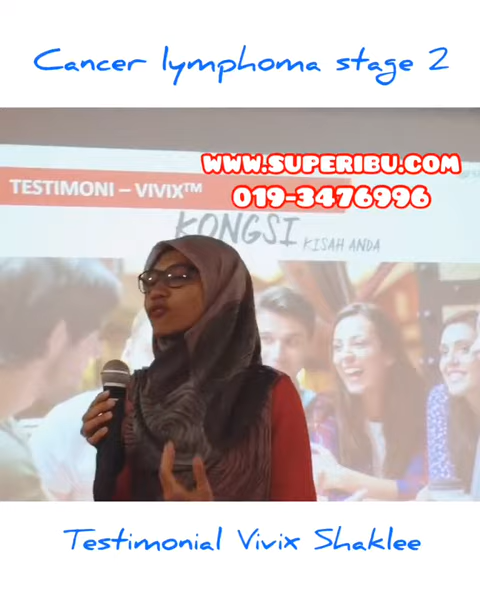 Cancer lymphoma stage 2
www.superibu.com
TESTIMONI – VIVIX™
019-3476996
KONGSI
KISAH ANDA
Testimonial Vivix Shaklee